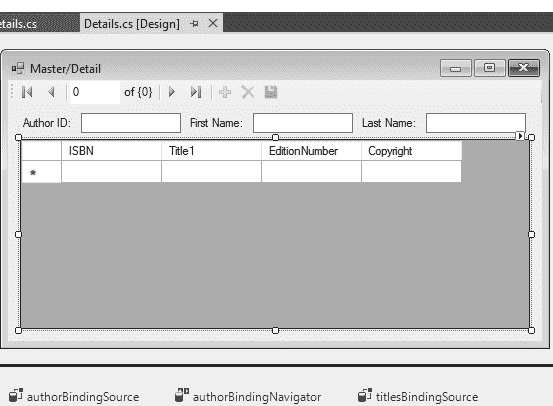 etails.cs Details.cs [Design]
Master/Detail
0 of {0}
Author ID: First Name: Last Name:
ISBN Title1 EditionNumber Copyright
*
authorBindingSource authorBindingNavigator titlesBindingSource